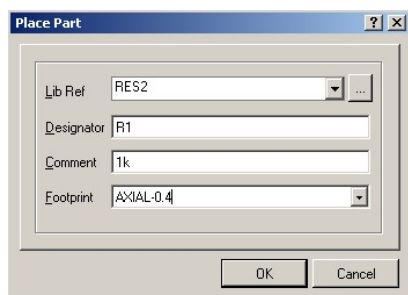 Place Part
Lib Ref RES2 ...
Designator R1
Comment 1k
Footprint AXIAL-0.4
OK Cancel